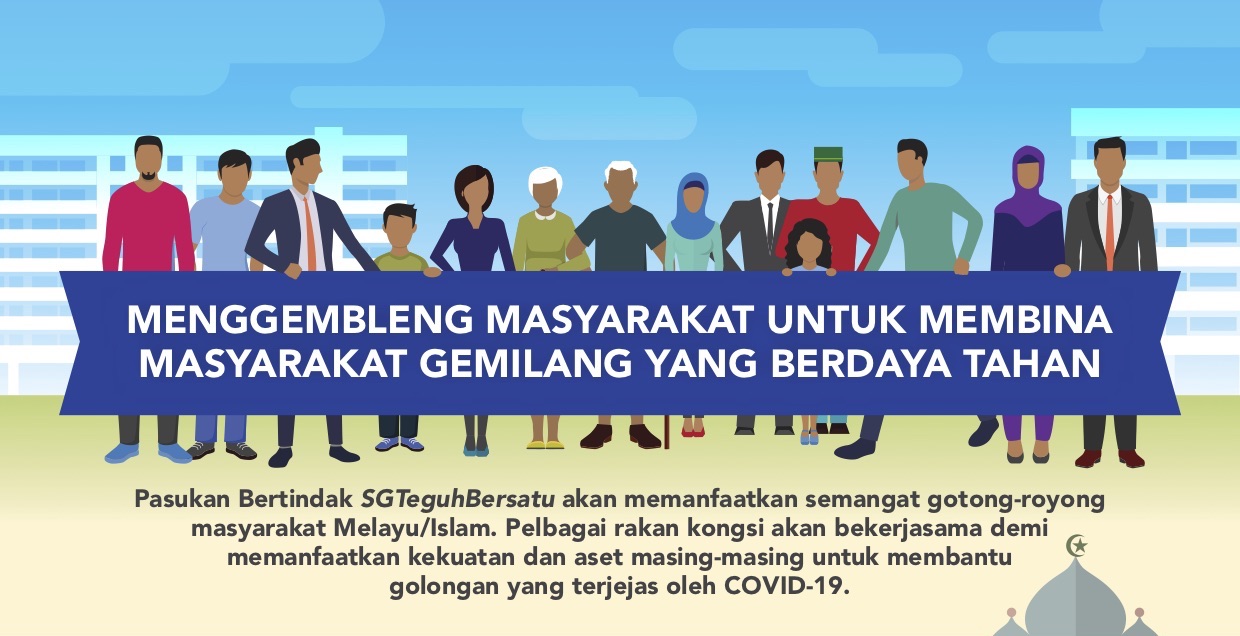 MENGGEMBLENG MASYARAKAT UNTUK MEMBINA
MASYARAKAT GEMILANG YANG BERDAYA TAHAN
Pasukan Bertindak SGTeguhBersatu akan memanfaatkan semangat gotong-royong
masyarakat Melayu/Islam. Pelbagai rakan kongsi akan bekerjasama demi
memanfaatkan kekuatan dan aset masing-masing untuk membantu
golongan yang terjejas oleh COVID-19.